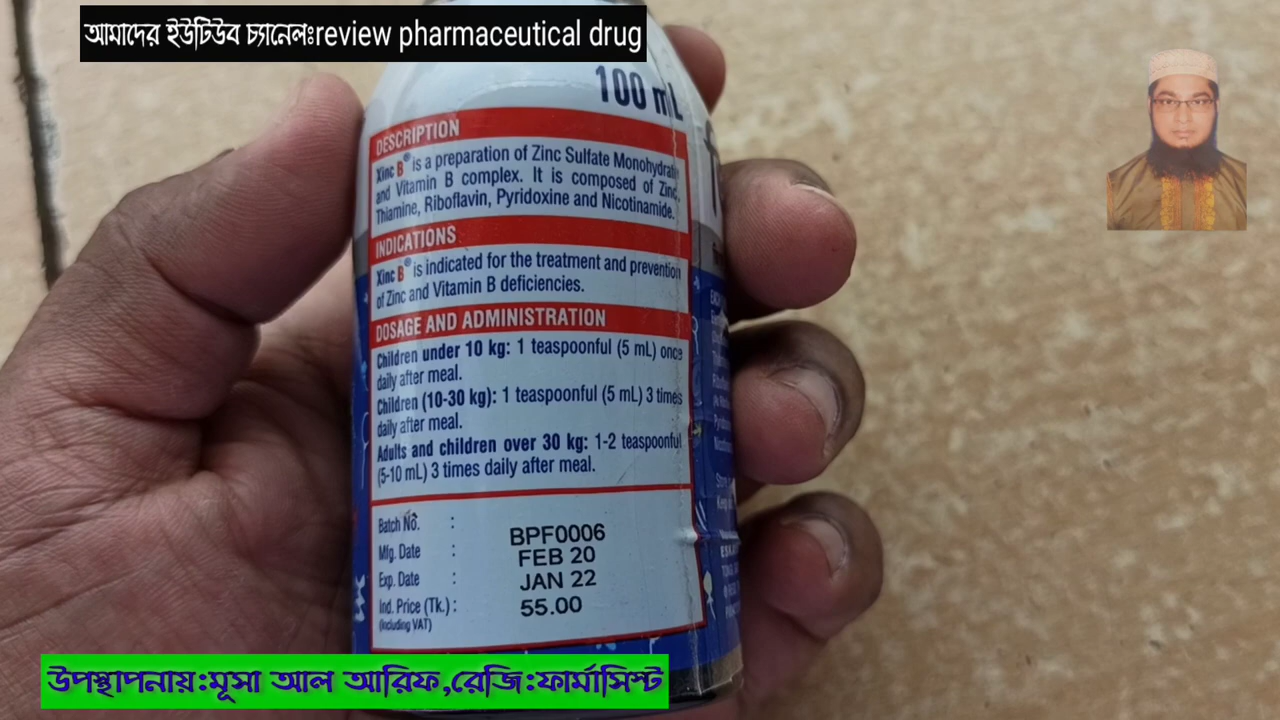 আমাদের ইউটিউব চ্যানেলঃreview pharmaceutical drug
100 mL
DESCRIPTION
Xinc B® is a preparation of Zinc Sulfate Monohydrate
and Vitamin B complex. It is composed of Zinc,
Thiamine, Riboflavin, Pyridoxine and Nicotinamide.
INDICATIONS
Xinc B® is indicated for the treatment and prevention
of Zinc and Vitamin B deficiencies.
DOSAGE AND ADMINISTRATION
Children under 10 kg: 1 teaspoonful (5 mL) once
daily after meal.
Children (10-30 kg): 1 teaspoonful (5 mL) 3 times
daily after meal.
Adults and children over 30 kg: 1-2 teaspoonful
(5-10 mL) 3 times daily after meal.
Batch No. : BPF0006
Mfg. Date : FEB 20
Exp. Date : JAN 22
Ind. Price (Tk.) : 55.00
(Including VAT)
উপস্থাপনায়:মূসা আল আরিফ,রেজি:ফার্মাসিস্ট